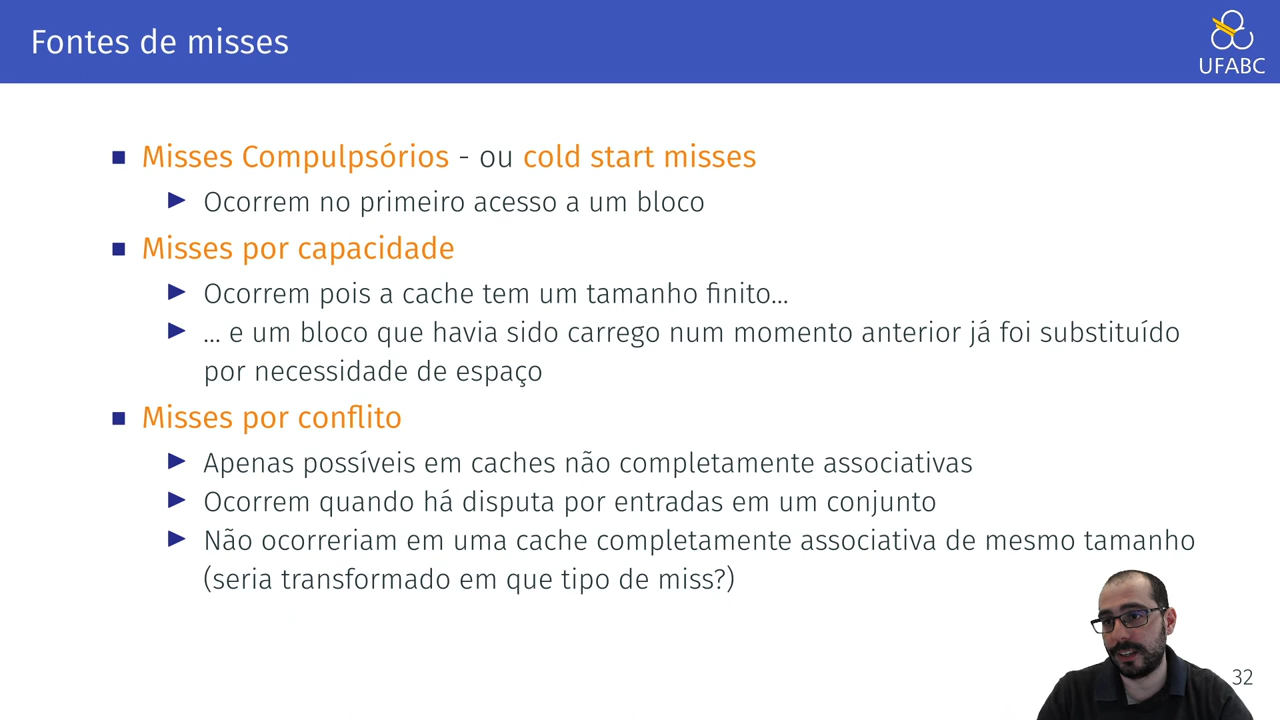 Fontes de misses
UFABC
Misses Compulpsórios - ou cold start misses
Ocorrem no primeiro acesso a um bloco
Misses por capacidade
Ocorrem pois a cache tem um tamanho finito...
... e um bloco que havia sido carrego num momento anterior já foi substituído
por necessidade de espaço
Misses por conflito
Apenas possíveis em caches não completamente associativas
Ocorrem quando há disputa por entradas em um conjunto
Não ocorreriam em uma cache completamente associativa de mesmo tamanho
(seria transformado em que tipo de miss?)
32